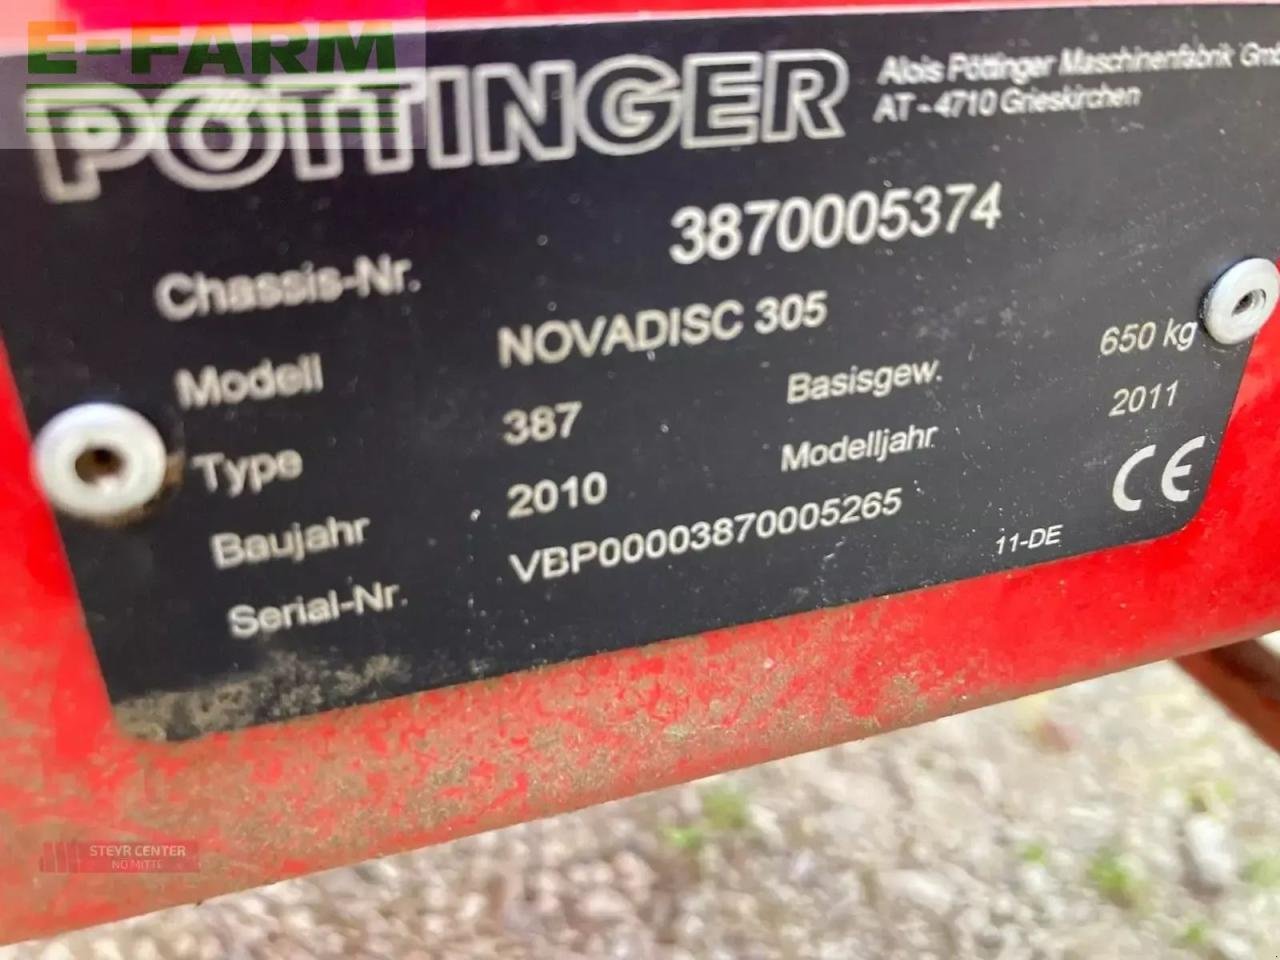 E-FARM
PÖTTINGER
Alois Pöttinger Maschinenfabrik Gmb
AT - 4710 Grieskirchen
Chassis-Nr. 3870005374
Modell NOVADISC 305
Type 387 Basisgew. 650 kg
Baujahr 2010 Modelljahr 2011
Serial-Nr. VBP00003870005265
11-DE CE
STEYR CENTER
NÖ MITTE